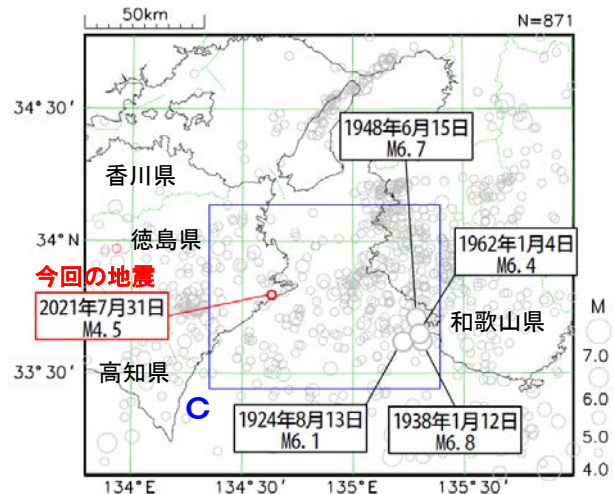 50km
N=871
34°30′
1948年6月15日
M6.7
香川県
34°N
徳島県
1962年1月4日
M6.4
今回の地震
2021年7月31日
M4.5
和歌山県
M
7.0
高知県
33°30′
6.0
C
1924年8月13日
M6.1
1938年1月12日
M6.8
5.0
4.0
134°E
134°30′
135°E
135°30′